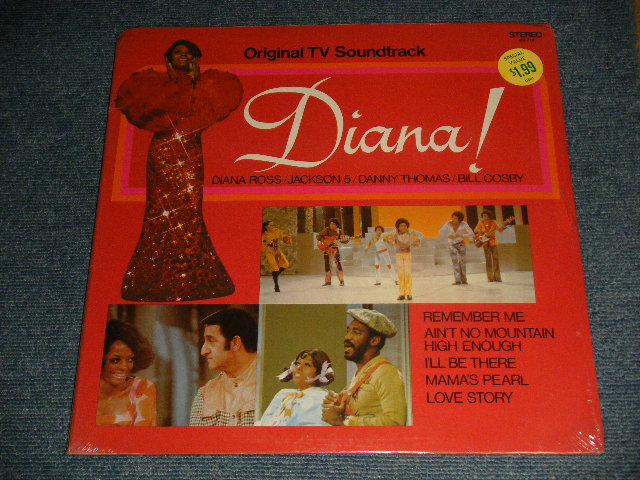 STEREO
Original TV Soundtrack
SPECIAL
VALUE
$1.99
Diana!
DIANA ROSS/JACKSON 5/DANNY THOMAS/BILL COSBY
REMEMBER ME
AIN'T NO MOUNTAIN
HIGH ENOUGH
I'LL BE THERE
MAMA'S PEARL
LOVE STORY